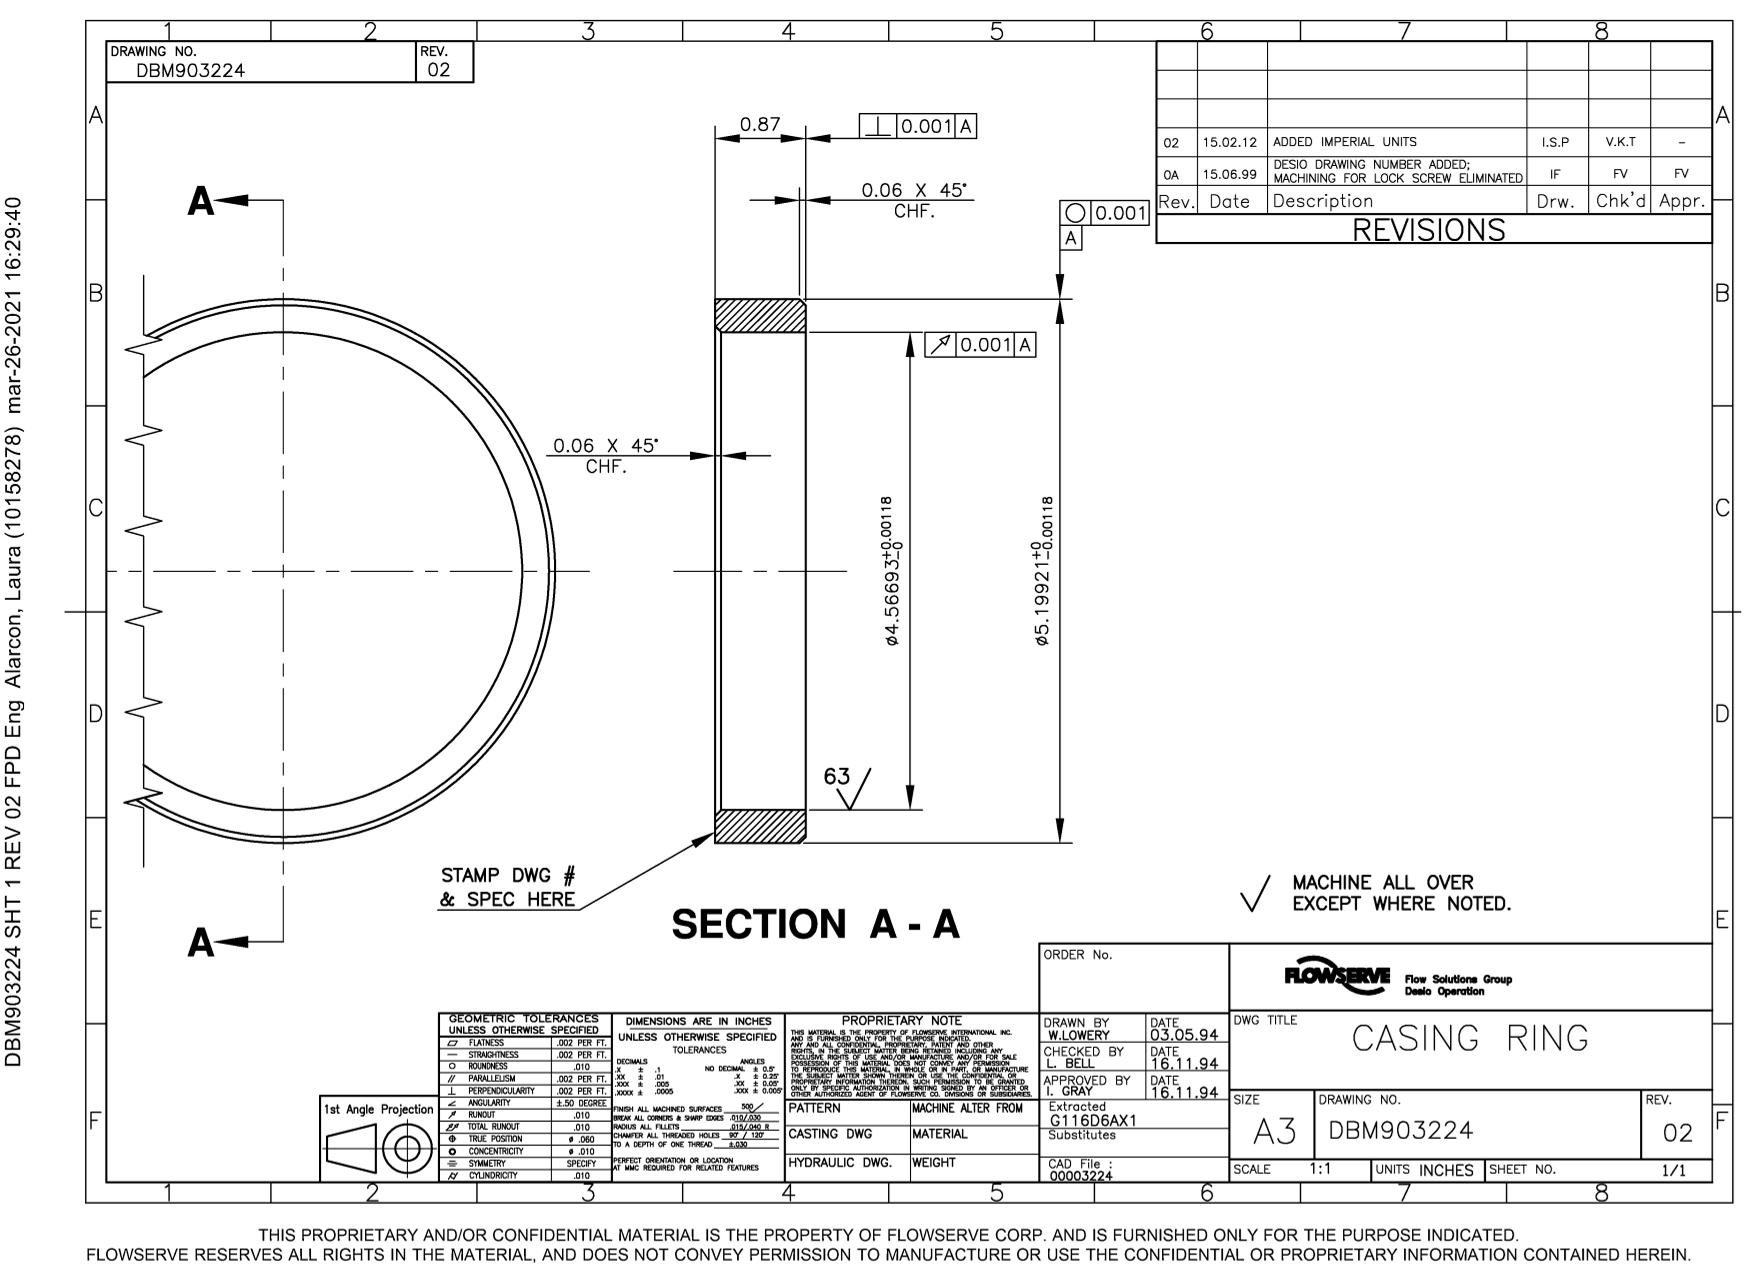 1 2 3 4 5 6 7 8
DRAWING NO. REV.
DBM903224 02
A
B
C
D
E
F
DBM903224 SHT 1 REV 02 FPD Eng Alarcon, Laura (10158278) mar-26-2021 16:29:40
02 15.02.12 ADDED IMPERIAL UNITS I.S.P V.K.T -
0A 15.06.99 DESIO DRAWING NUMBER ADDED; MACHINING FOR LOCK SCREW ELIMINATED IF FV FV
Rev. Date Description Drw. Chk'd Appr.
REVISIONS
A
A
0.87
⊥ 0.001 A
0.06 X 45°
CHF.
○ 0.001
A
↗ 0.001 A
0.06 X 45°
CHF.
ø4.56693 +0.00118 -0
ø5.19921 +0 -0.00118
63
STAMP DWG #
& SPEC HERE
SECTION A - A
MACHINE ALL OVER
EXCEPT WHERE NOTED.
1st Angle Projection
GEOMETRIC TOLERANCES
UNLESS OTHERWISE SPECIFIED
FLATNESS .002 PER FT.
STRAIGHTNESS .002 PER FT.
ROUNDNESS .010
PARALLELISM .002 PER FT.
PERPENDICULARITY .002 PER FT.
ANGULARITY ±.50 DEGREE
RUNOUT .010
TOTAL RUNOUT .010
TRUE POSITION ø .060
CONCENTRICITY ø .010
SYMMETRY SPECIFY
CYLINDRICITY .010
DIMENSIONS ARE IN INCHES
UNLESS OTHERWISE SPECIFIED
TOLERANCES
DECIMALS ANGLES
.X ± .1 NO DECIMAL ± 0.5°
.XX ± .01 .X ± 0.25°
.XXX ± .005 .XX ± 0.05°
.XXXX ± .0005 .XXX ± 0.005°
FINISH ALL MACHINED SURFACES 500
BREAK ALL CORNERS & SHARP EDGES .010/.030
RADIUS ALL FILLETS .015/.040 R
CHAMFER ALL THREADED HOLES 90° / 120°
TO A DEPTH OF ONE THREAD ±.030
PERFECT ORIENTATION OR LOCATION
AT MMC REQUIRED FOR RELATED FEATURES
PROPRIETARY NOTE
THIS MATERIAL IS THE PROPERTY OF FLOWSERVE INTERNATIONAL INC.
AND IS FURNISHED ONLY FOR THE PURPOSE INDICATED.
ANY AND ALL CONFIDENTIAL, PROPRIETARY, PATENT AND OTHER
RIGHTS, IN THE SUBJECT MATTER BEING RETAINED INCLUDING ANY
EXCLUSIVE RIGHTS OF USE AND/OR MANUFACTURE AND/OR FOR SALE
POSSESSION OF THIS MATERIAL DOES NOT CONVEY ANY PERMISSION
TO REPRODUCE THIS MATERIAL, IN WHOLE OR IN PART, OR MANUFACTURE
THE SUBJECT MATTER SHOWN THEREIN OR USE THE CONFIDENTIAL OR
PROPRIETARY INFORMATION THEREON. SUCH PERMISSION TO BE GRANTED
ONLY BY SPECIFIC AUTHORIZATION IN WRITING SIGNED BY AN OFFICER OR
OTHER AUTHORIZED AGENT OF FLOWSERVE CO. DIVISIONS OR SUBSIDIARIES.
PATTERN MACHINE ALTER FROM
CASTING DWG MATERIAL
HYDRAULIC DWG. WEIGHT
ORDER No.
DRAWN BY DATE
W.LOWERY 03.05.94
CHECKED BY DATE
L. BELL 16.11.94
APPROVED BY DATE
I. GRAY 16.11.94
Extracted
G116D6AX1
Substitutes
CAD File :
00003224
FLOWSERVE
Flow Solutions Group
Desio Operation
DWG TITLE
CASING RING
SIZE DRAWING NO. REV.
A3 DBM903224 02
SCALE 1:1 UNITS INCHES SHEET NO. 1/1
A
B
C
D
E
F
1 2 3 4 5 6 7 8
THIS PROPRIETARY AND/OR CONFIDENTIAL MATERIAL IS THE PROPERTY OF FLOWSERVE CORP. AND IS FURNISHED ONLY FOR THE PURPOSE INDICATED.
FLOWSERVE RESERVES ALL RIGHTS IN THE MATERIAL, AND DOES NOT CONVEY PERMISSION TO MANUFACTURE OR USE THE CONFIDENTIAL OR PROPRIETARY INFORMATION CONTAINED HEREIN.